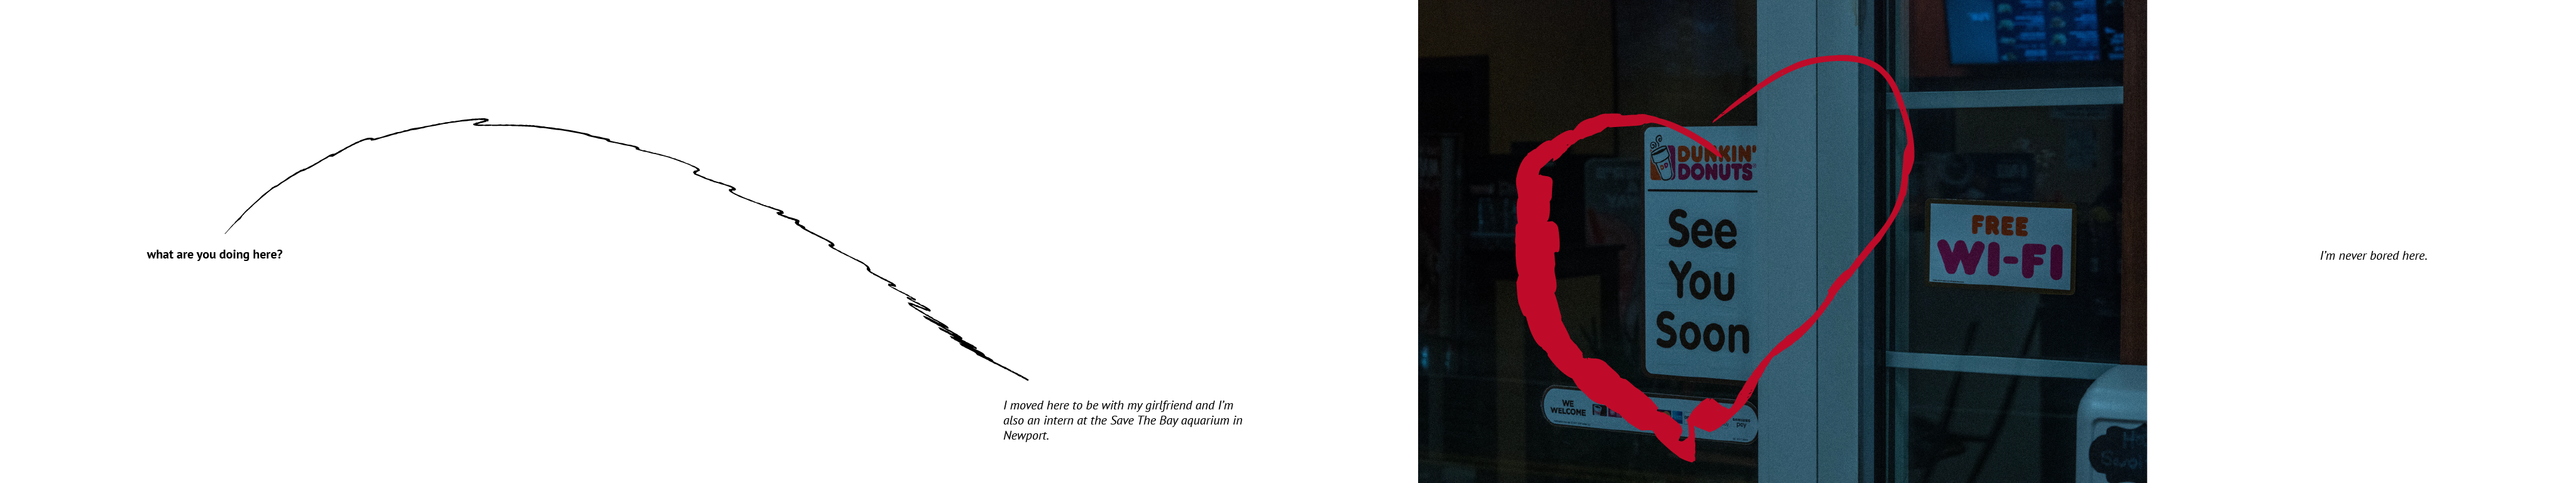 what are you doing here?
I moved here to be with my girlfriend and I'm
also an intern at the Save The Bay aquarium in
Newport.
DUNKIN'
DONUTS
See
You
Soon
WE
WELCOME
pay
FREE
WI-FI
I'm never bored here.